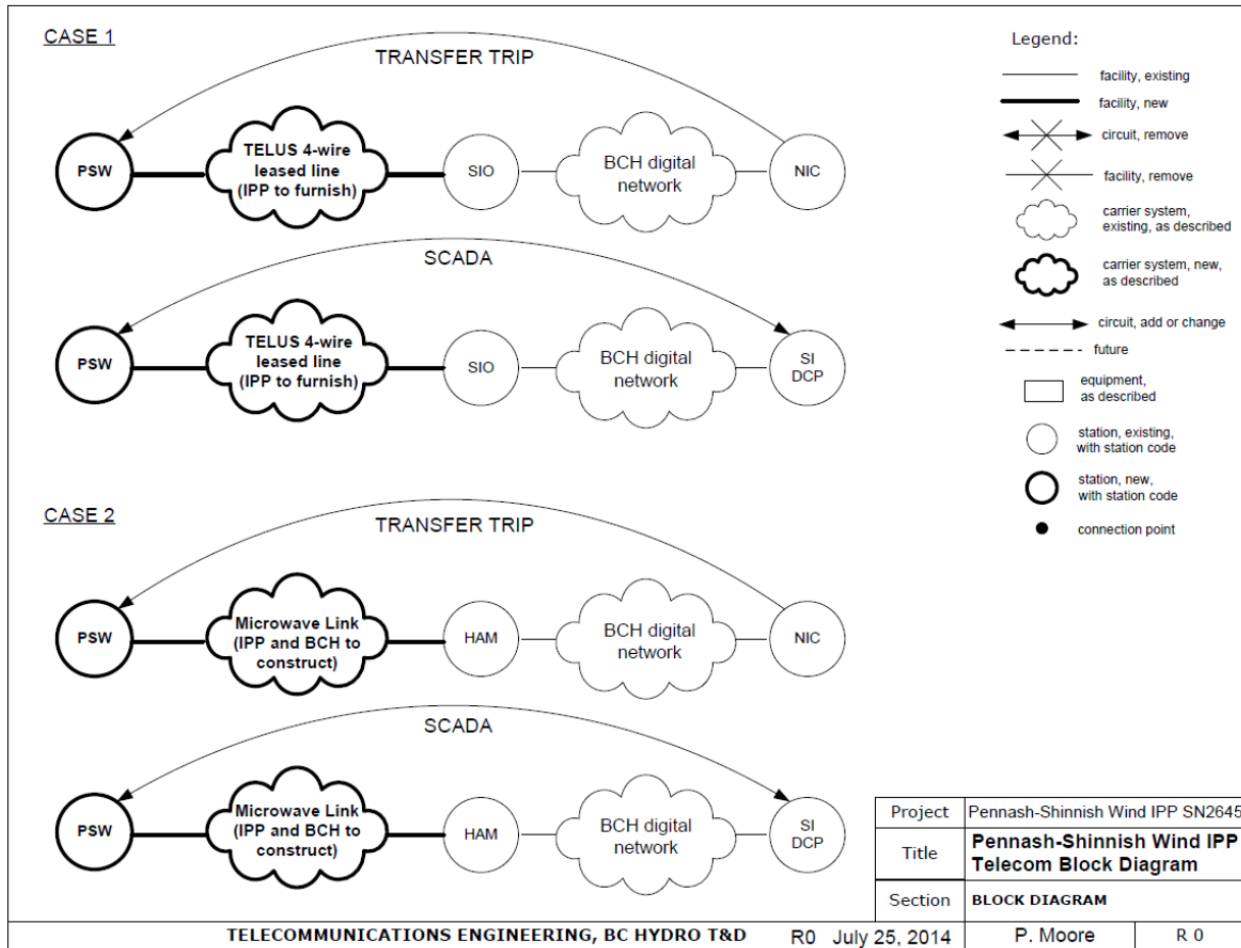 CASE 1
TRANSFER TRIP
PSW
TELUS 4-wire
leased line
(IPP to furnish)
SIO
BCH digital
network
NIC
SCADA
PSW
TELUS 4-wire
leased line
(IPP to furnish)
SIO
BCH digital
network
SI
DCP
CASE 2
TRANSFER TRIP
PSW
Microwave Link
(IPP and BCH to
construct)
HAM
BCH digital
network
NIC
SCADA
PSW
Microwave Link
(IPP and BCH to
construct)
HAM
BCH digital
network
SI
DCP
Legend:
facility, existing
facility, new
circuit, remove
facility, remove
carrier system,
existing, as described
carrier system, new,
as described
circuit, add or change
future
equipment,
as described
station, existing,
with station code
station, new,
with station code
connection point
Project Pennash-Shinnish Wind IPP SN2645
Title Pennash-Shinnish Wind IPP
Telecom Block Diagram
Section BLOCK DIAGRAM
TELECOMMUNICATIONS ENGINEERING, BC HYDRO T&D R0 July 25, 2014 P. Moore R 0